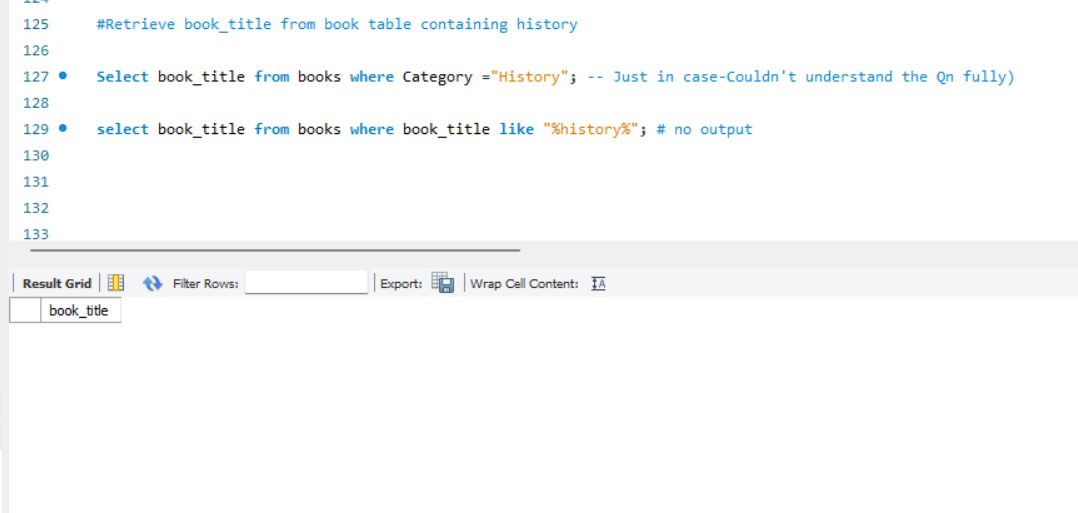 124
125 #Retrieve book_title from book table containing history
126
127 Select book_title from books where Category ="History"; -- Just in case-Couldn't understand the Qn fully)
128
129 select book_title from books where book_title like "%history%"; # no output
130
131
132
133
Result Grid Filter Rows: Export: Wrap Cell Content: IA
book_title